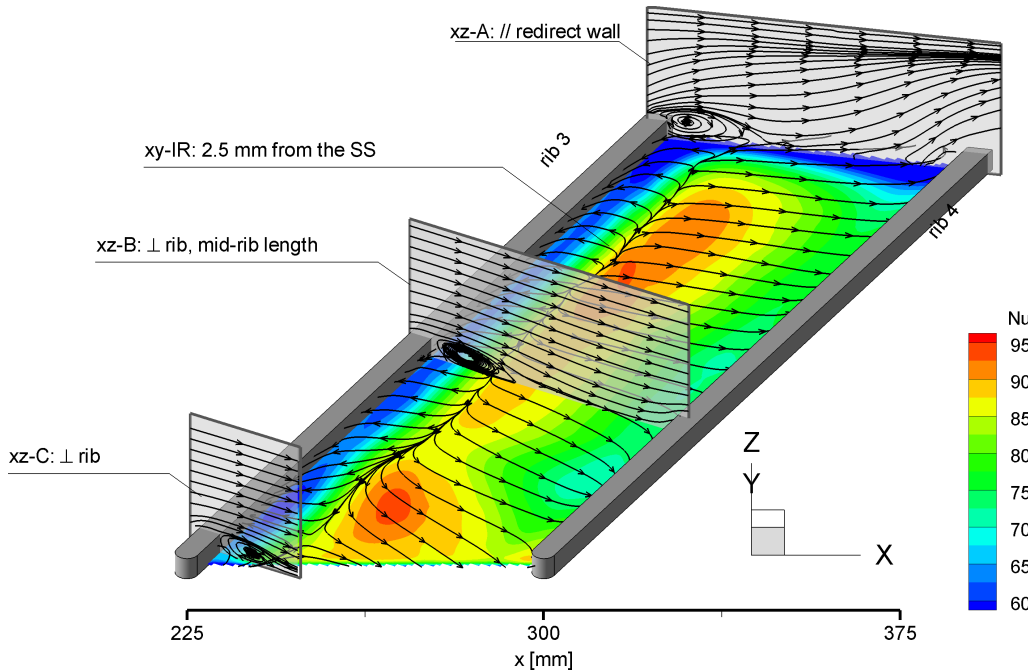 xz-A: // redirect wall
rib 3
xy-IR: 2.5 mm from the SS
rib 4
xz-B: ⊥ rib, mid-rib length
Nu
95
90
85
80
75
70
65
60
xz-C: ⊥ rib
Z
Y
X
225
300
375
x [mm]